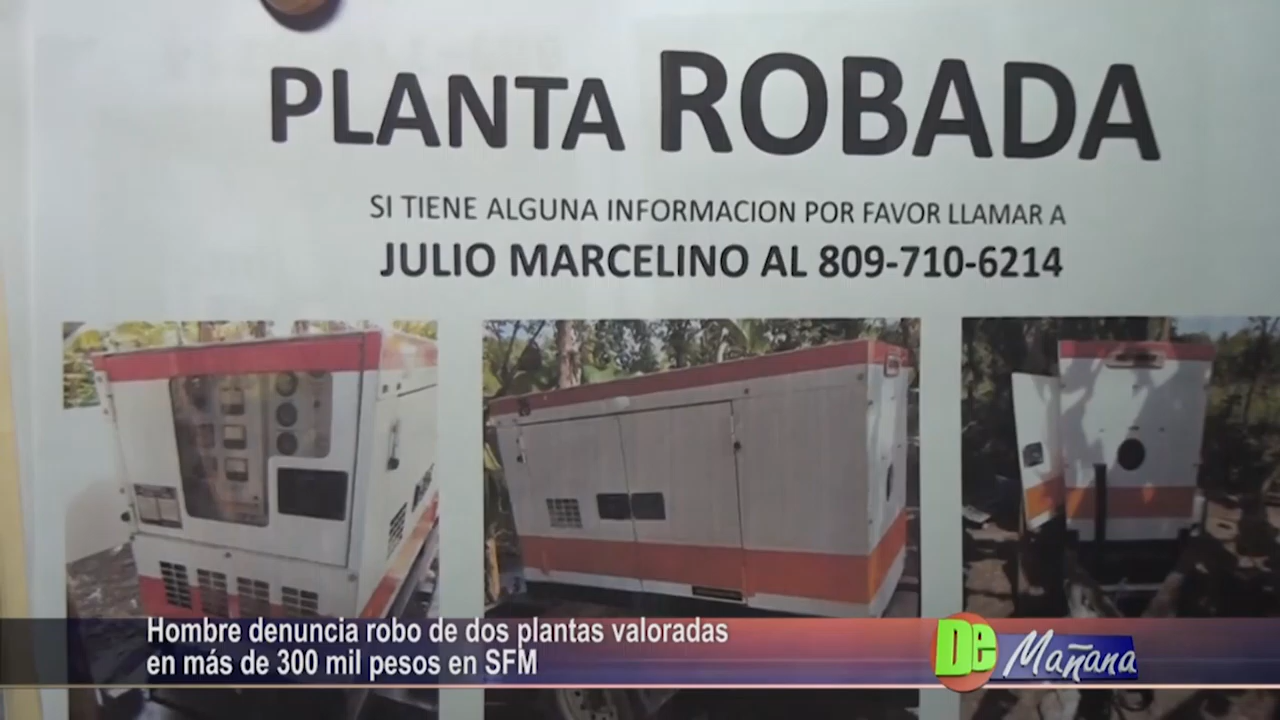 PLANTA ROBADA
SI TIENE ALGUNA INFORMACION POR FAVOR LLAMAR A
JULIO MARCELINO AL 809-710-6214
Hombre denuncia robo de dos plantas valoradas
en más de 300 mil pesos en SFM
De Mañana